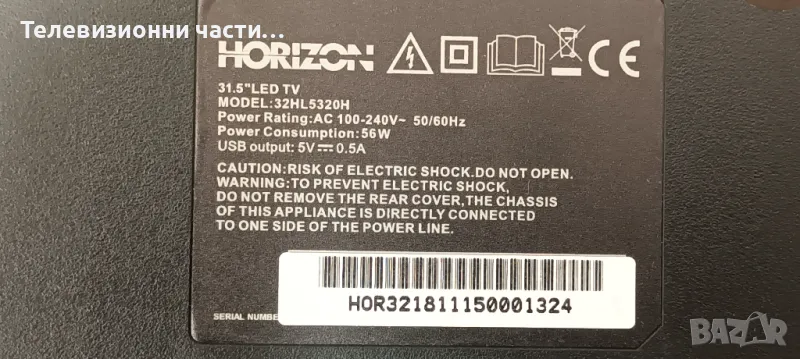 Телевизионни части…
HORIZON
31.5"LED TV
MODEL:32HL5320H
Power Rating:AC 100-240V~ 50/60Hz
Power Consumption:56W
USB output: 5V⎓0.5A
CAUTION:RISK OF ELECTRIC SHOCK.DO NOT OPEN.
WARNING:TO PREVENT ELECTRIC SHOCK,
DO NOT REMOVE THE REAR COVER,THE CHASSIS
OF THIS APPLIANCE IS DIRECTLY CONNECTED
TO ONE SIDE OF THE POWER LINE.
HOR321811150001324
SERIAL NUMBE
BAZAR